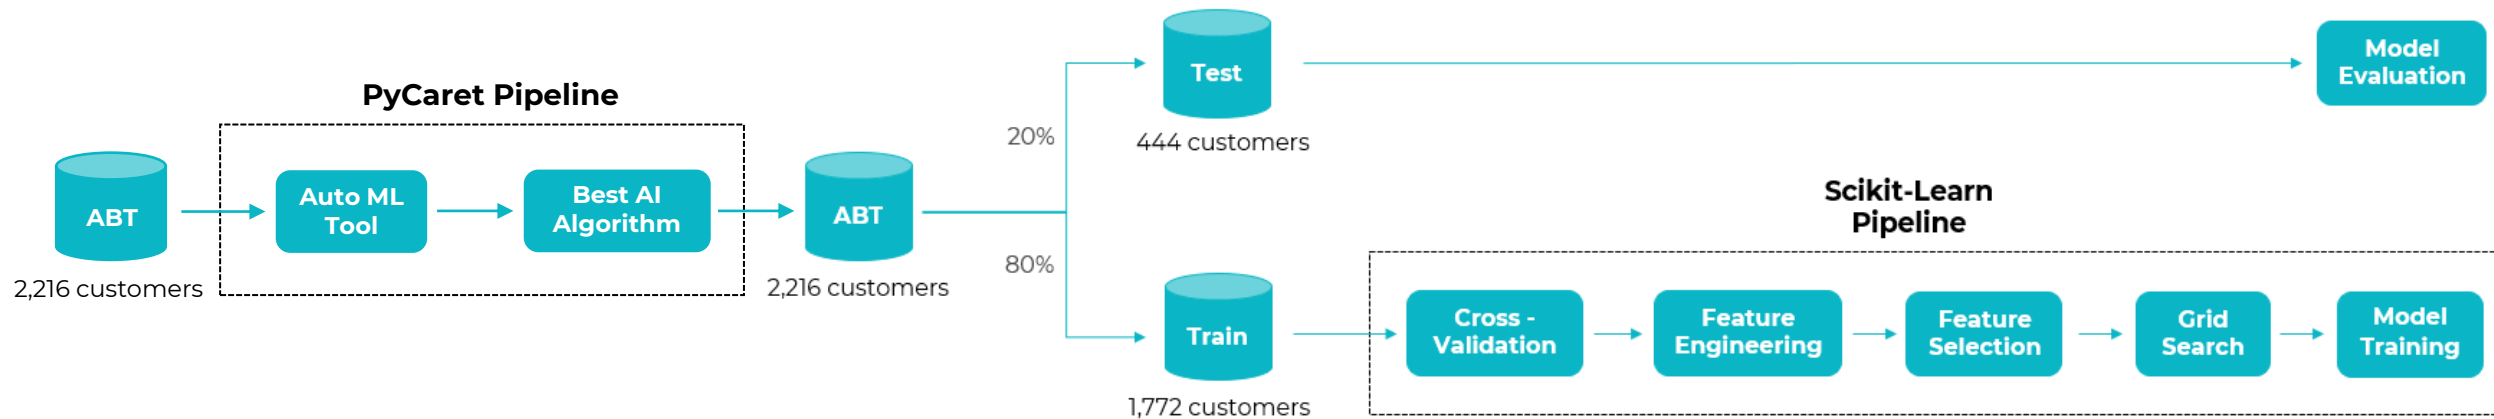 PyCaret Pipeline
ABT
2,216 customers
Auto ML
Tool
Best AI
Algorithm
ABT
2,216 customers
20%
80%
Test
444 customers
Model
Evaluation
Train
1,772 customers
Scikit-Learn
Pipeline
Cross -
Validation
Feature
Engineering
Feature
Selection
Grid
Search
Model
Training